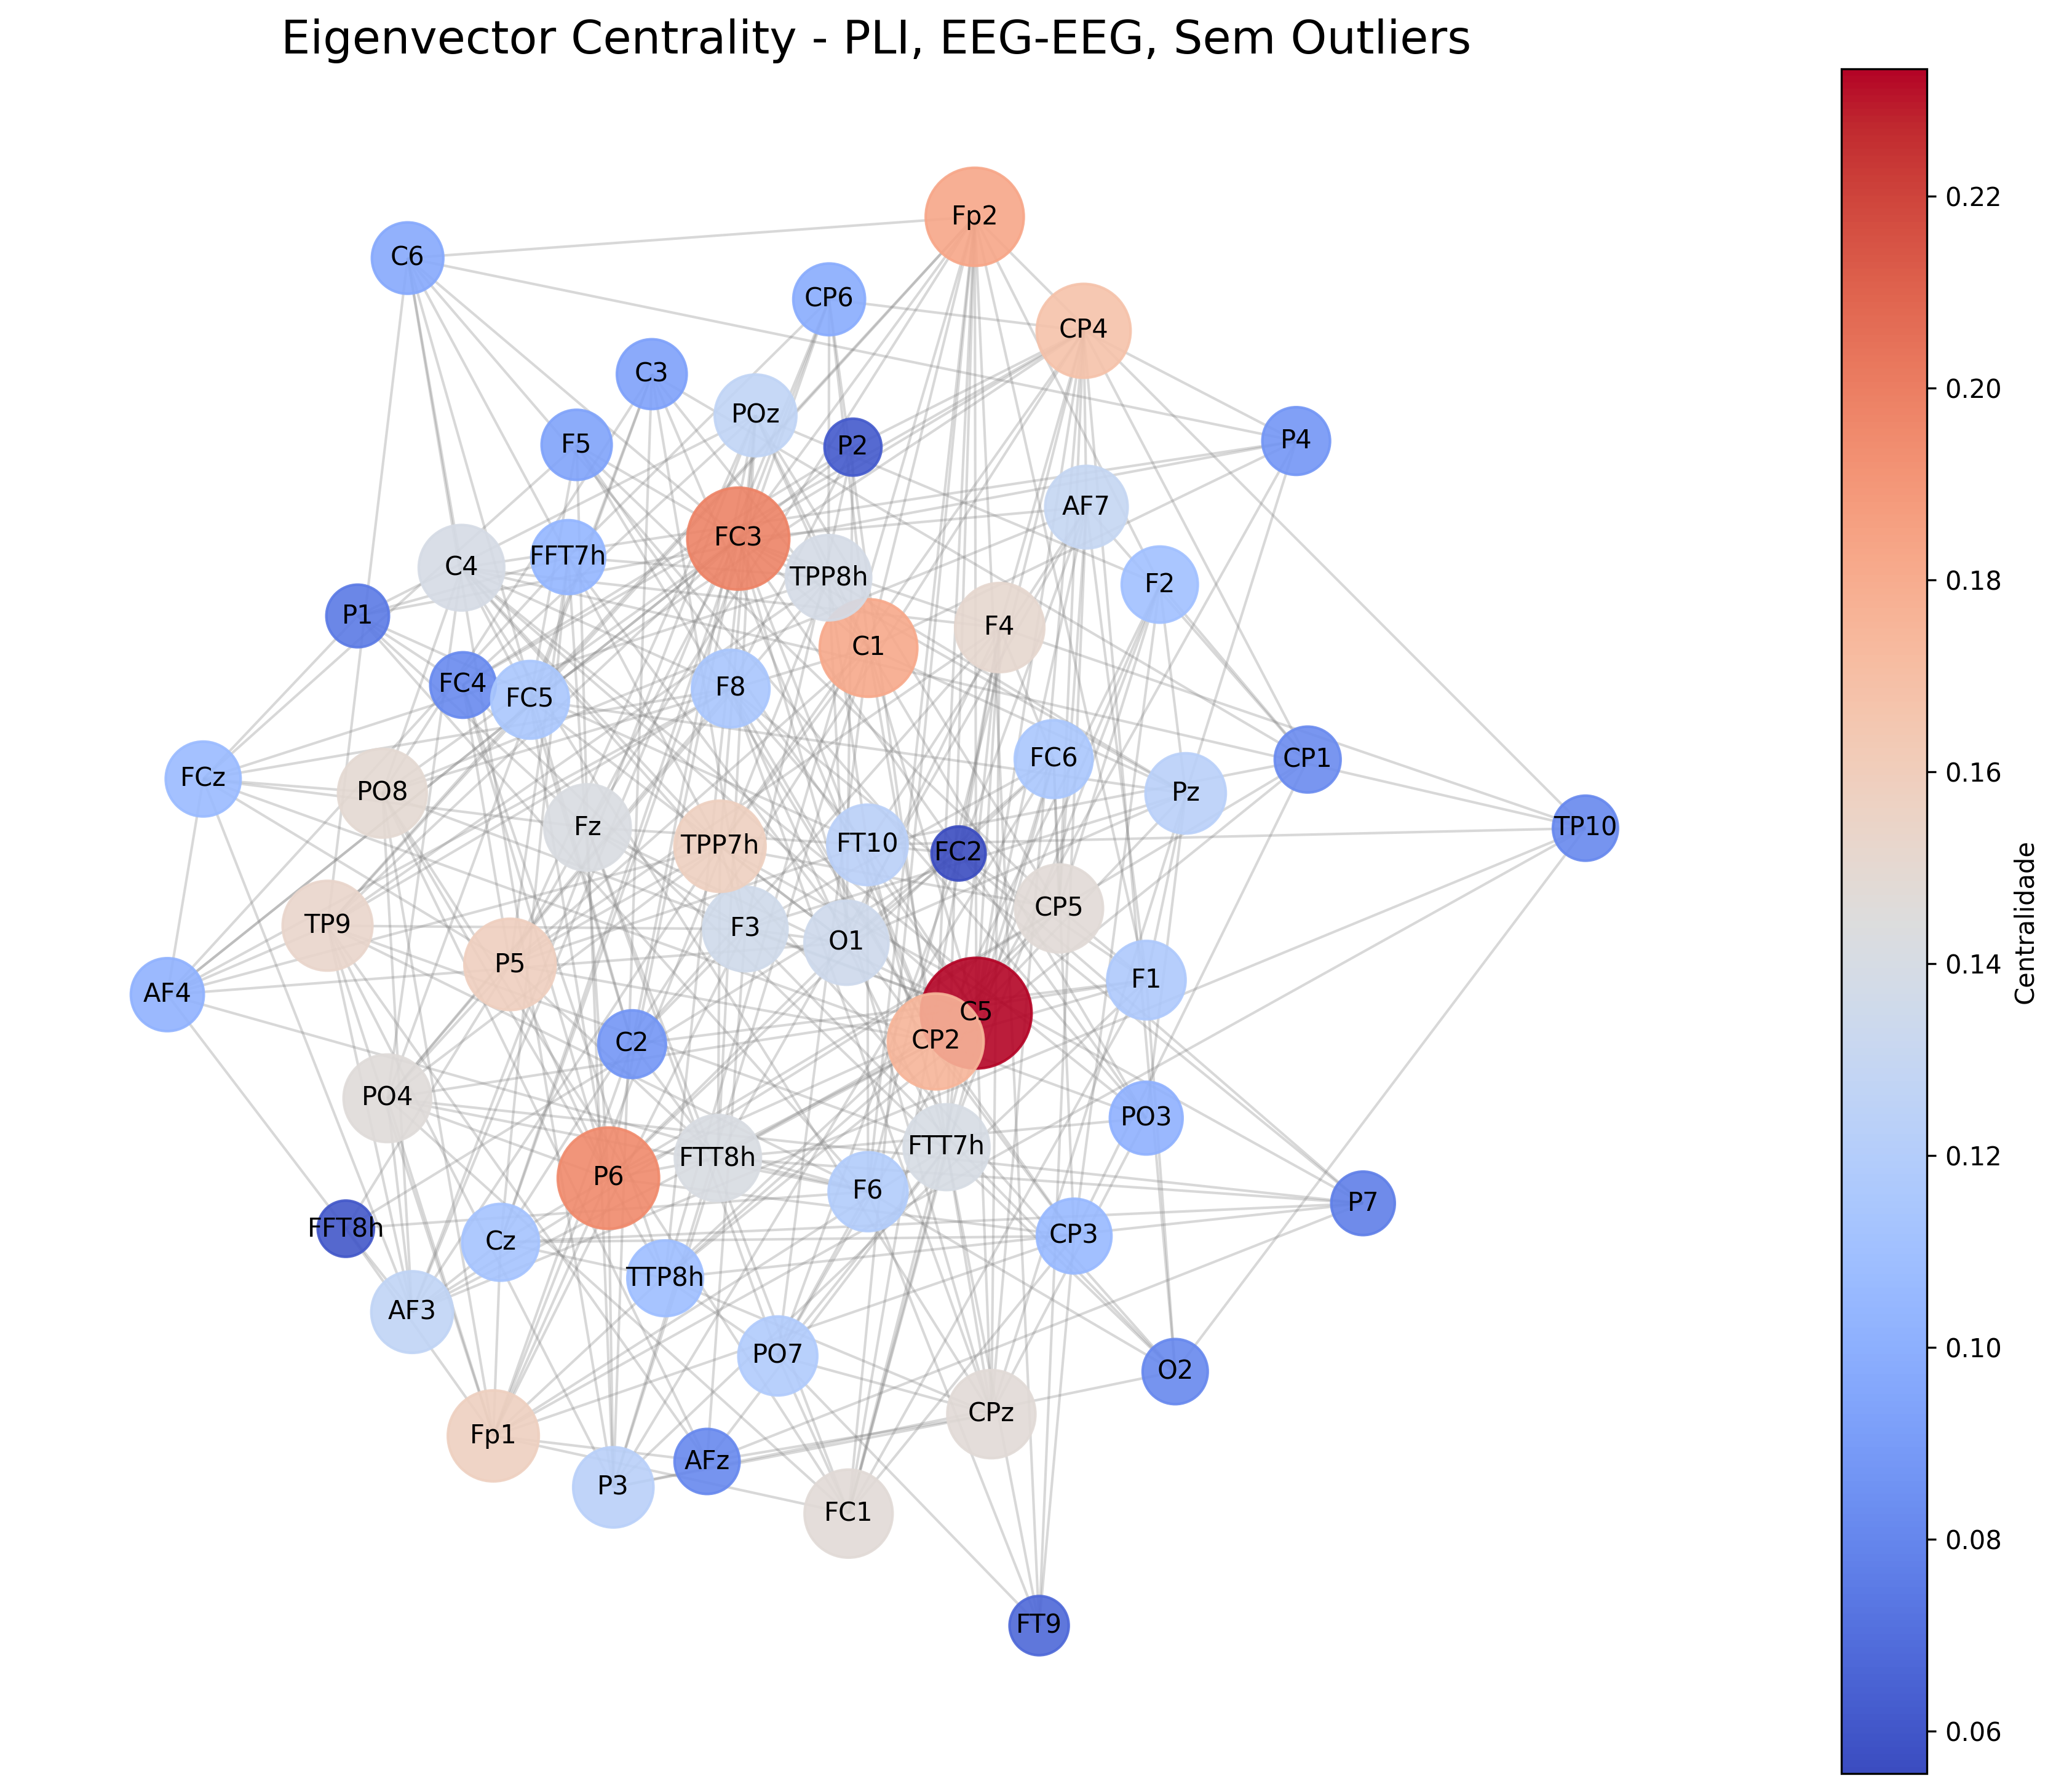 Eigenvector Centrality - PLI, EEG-EEG, Sem Outliers
Fp2
C6
CP6
CP4
C3
POz
P4
F5
P2
AF7
FC3
FFT7h
C4
TPP8h
F2
P1
F4
C1
FC4
F8
FC5
FC6
CP1
FCz
PO8
Pz
Fz
TPP7h
FT10
FC2
TP10
CP5
TP9
F3
O1
P5
F1
AF4
C5
CP2
C2
PO4
PO3
FTT7h
FTT8h
P6
F6
P7
FFT8h
Cz
CP3
TTP8h
AF3
PO7
O2
CPz
Fp1
AFz
P3
FC1
FT9
0.22
0.20
0.18
0.16
0.14
0.12
0.10
0.08
0.06
Centralidade